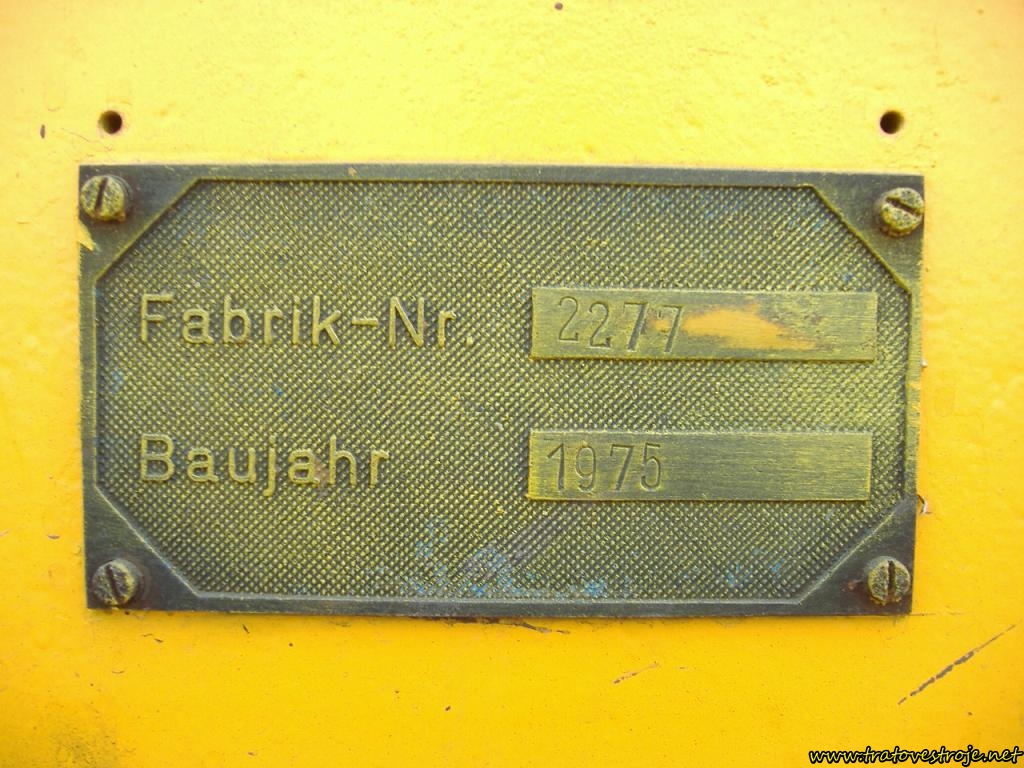 Fabrik-Nr. 2277
Baujahr 1975
www.tratovestroje.net